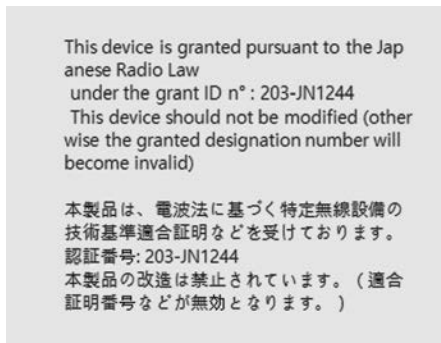 This device is granted pursuant to the Jap
anese Radio Law
under the grant ID n° : 203-JN1244
This device should not be modified (other
wise the granted designation number will
become invalid)
本製品は、電波法に基づく特定無線設備の
技術基準適合証明などを受けております。
認証番号: 203-JN1244
本製品の改造は禁止されています。(適合
証明番号などが無効となります。)